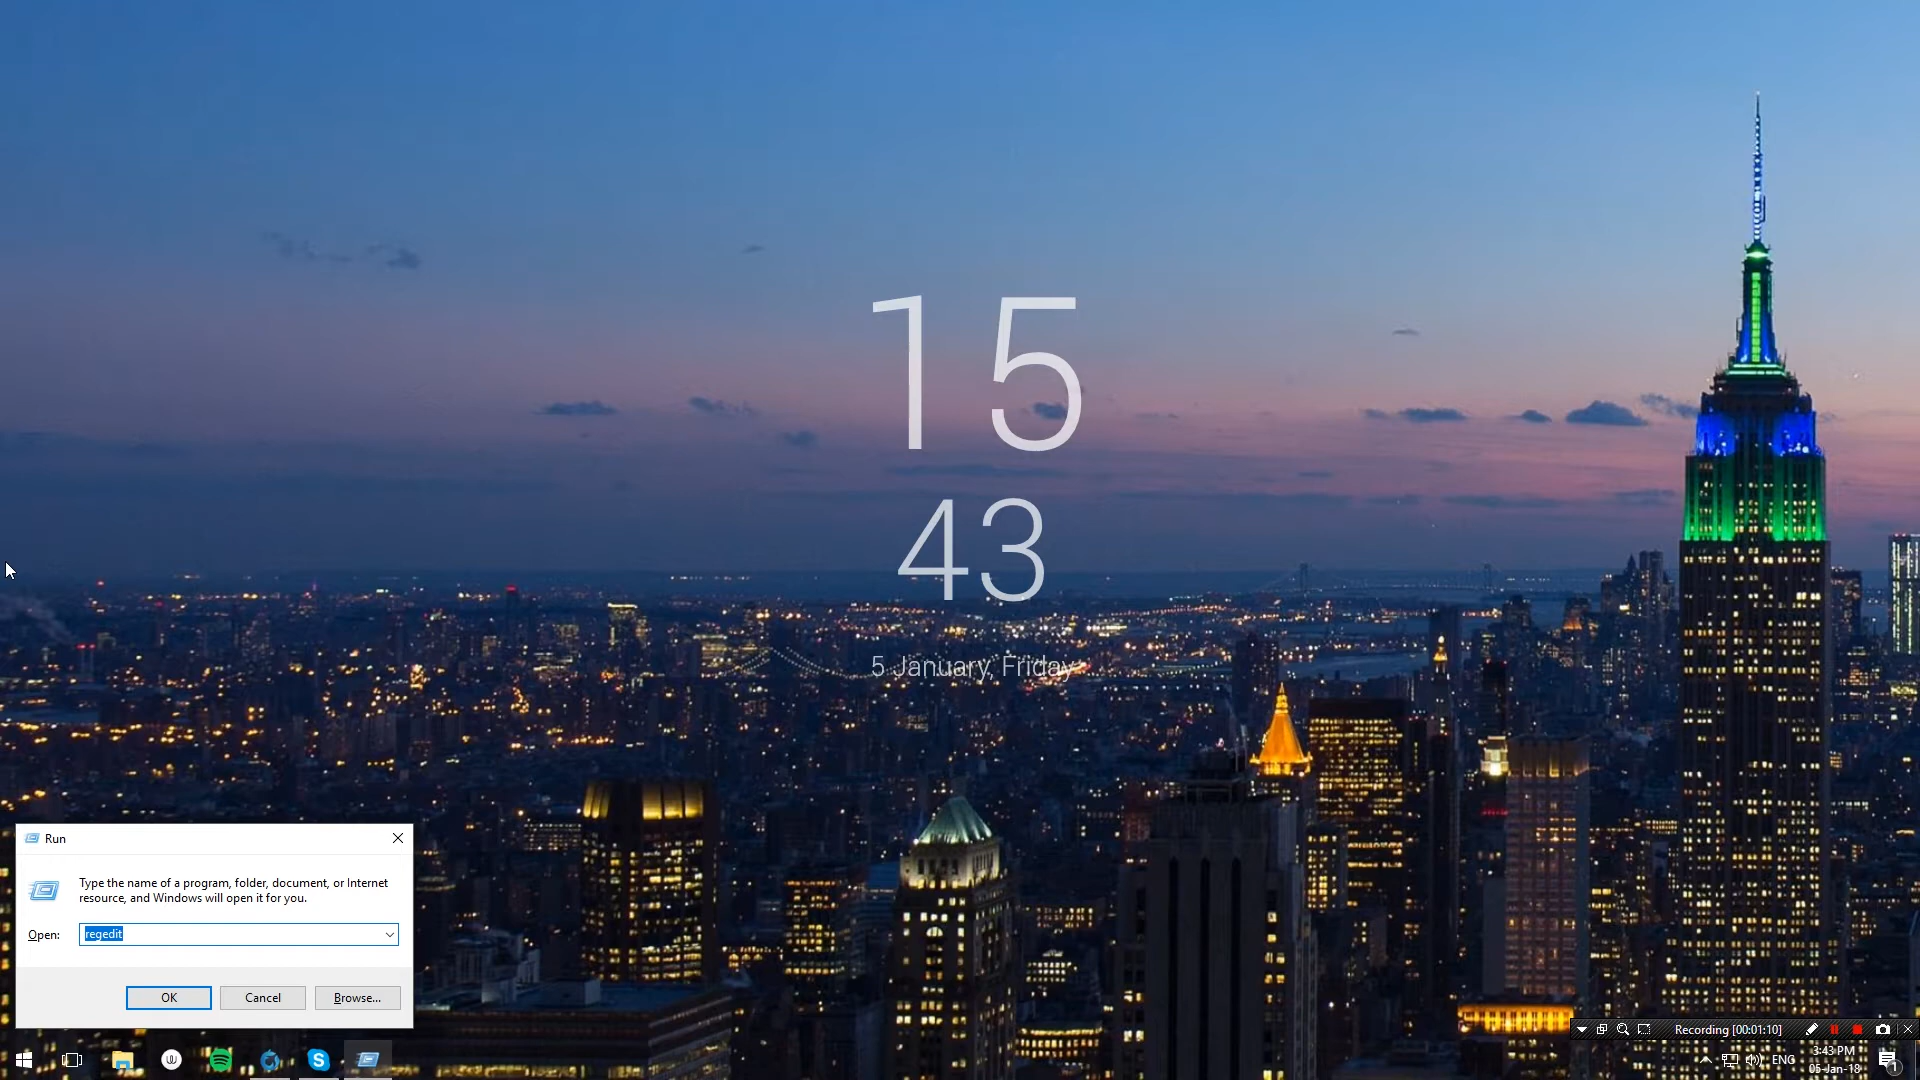 15
43
5 January, Friday
Run
Type the name of a program, folder, document, or Internet
resource, and Windows will open it for you.
Open:
regedit
OK
Cancel
Browse...
Recording [00:01:10]
ENG
3:43 PM
05-Jan-18
1